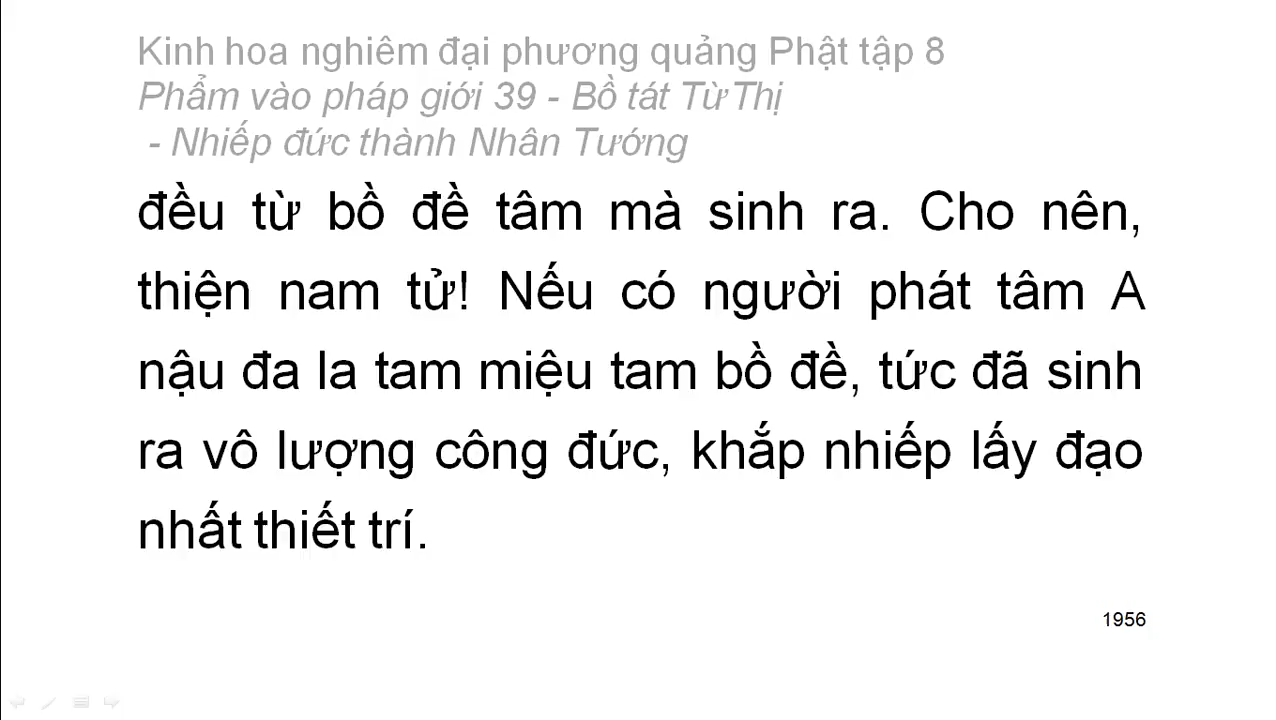 Kinh hoa nghiêm đại phương quảng Phật tập 8
Phẩm vào pháp giới 39 - Bồ tát Từ Thị
- Nhiếp đức thành Nhân Tướng
đều từ bồ đề tâm mà sinh ra. Cho nên,
thiện nam tử! Nếu có người phát tâm A
nậu đa la tam miệu tam bồ đề, tức đã sinh
ra vô lượng công đức, khắp nhiếp lấy đạo
nhất thiết trí.
1956